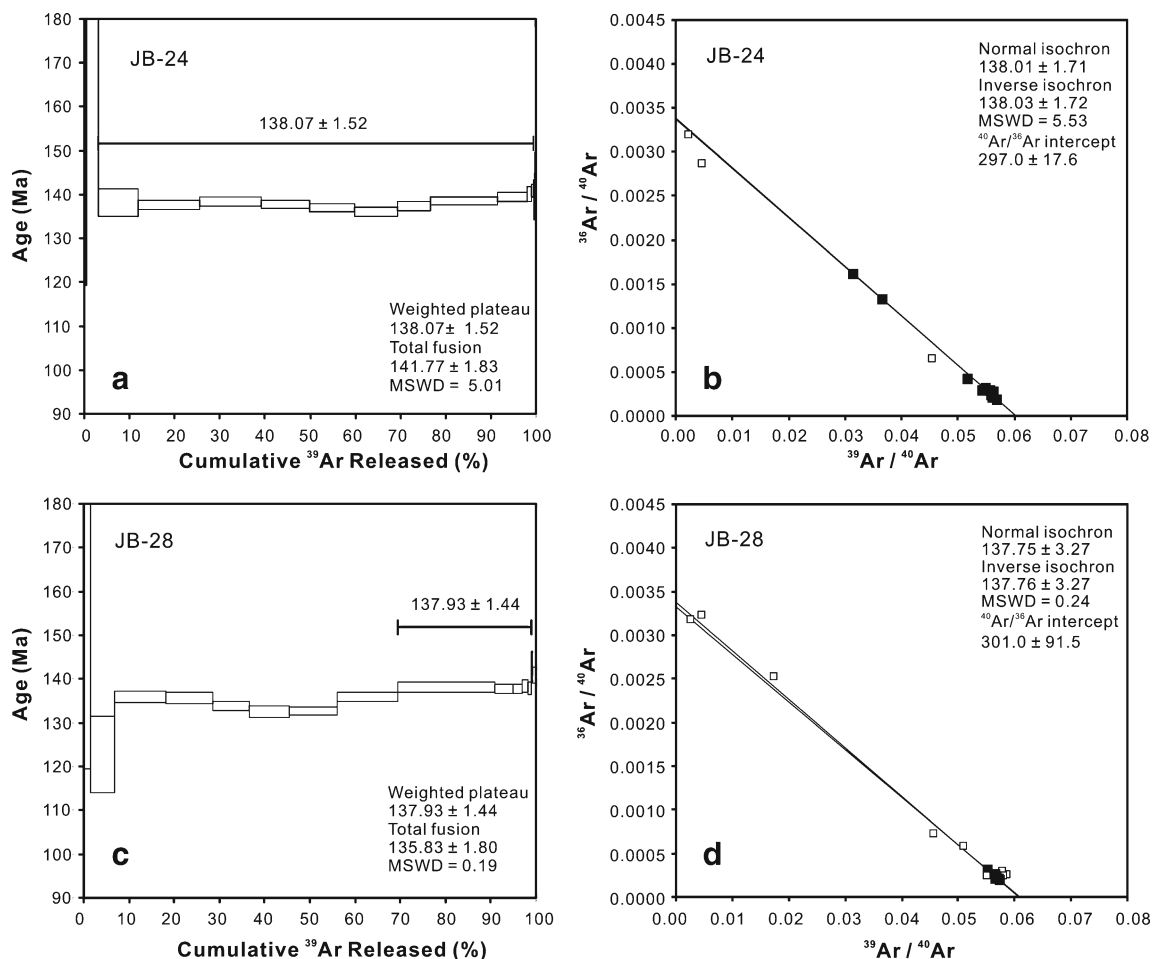 180
170
160
150
140
130
120
110
100
90
Age (Ma)
JB-24
138.07 ± 1.52
Weighted plateau
138.07± 1.52
Total fusion
141.77 ± 1.83
MSWD = 5.01
a
0 10 20 30 40 50 60 70 80 90 100
Cumulative ³⁹Ar Released (%)
0.0045
0.0040
0.0035
0.0030
0.0025
0.0020
0.0015
0.0010
0.0005
0.0000
³⁶Ar / ⁴⁰Ar
JB-24
Normal isochron
138.01 ± 1.71
Inverse isochron
138.03 ± 1.72
MSWD = 5.53
⁴⁰Ar/³⁶Ar intercept
297.0 ± 17.6
b
0.00 0.01 0.02 0.03 0.04 0.05 0.06 0.07 0.08
³⁹Ar / ⁴⁰Ar
180
170
160
150
140
130
120
110
100
90
Age (Ma)
JB-28
137.93 ± 1.44
Weighted plateau
137.93 ± 1.44
Total fusion
135.83 ± 1.80
MSWD = 0.19
c
0 10 20 30 40 50 60 70 80 90 100
Cumulative ³⁹Ar Released (%)
0.0045
0.0040
0.0035
0.0030
0.0025
0.0020
0.0015
0.0010
0.0005
0.0000
³⁶Ar / ⁴⁰Ar
JB-28
Normal isochron
137.75 ± 3.27
Inverse isochron
137.76 ± 3.27
MSWD = 0.24
⁴⁰Ar/³⁶Ar intercept
301.0 ± 91.5
d
0.00 0.01 0.02 0.03 0.04 0.05 0.06 0.07 0.08
³⁹Ar / ⁴⁰Ar